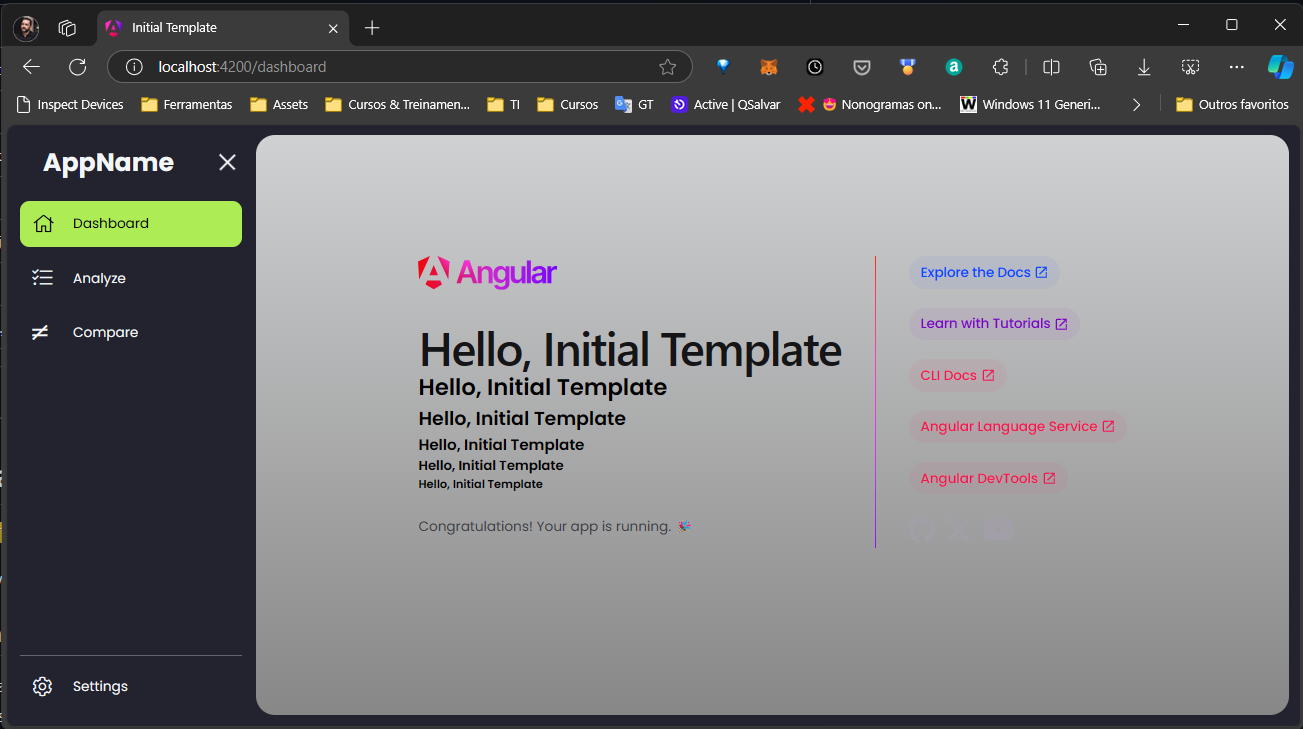 Initial Template
localhost:4200/dashboard
Inspect Devices
Ferramentas
Assets
Cursos & Treinamen...
TI
Cursos
GT
Active | QSalvar
Nonogramas on...
W
Windows 11 Generi...
Outros favoritos
AppName
Dashboard
Analyze
Compare
Settings
Angular
Hello, Initial Template
Hello, Initial Template
Hello, Initial Template
Hello, Initial Template
Hello, Initial Template
Hello, Initial Template
Congratulations! Your app is running.
Explore the Docs
Learn with Tutorials
CLI Docs
Angular Language Service
Angular DevTools